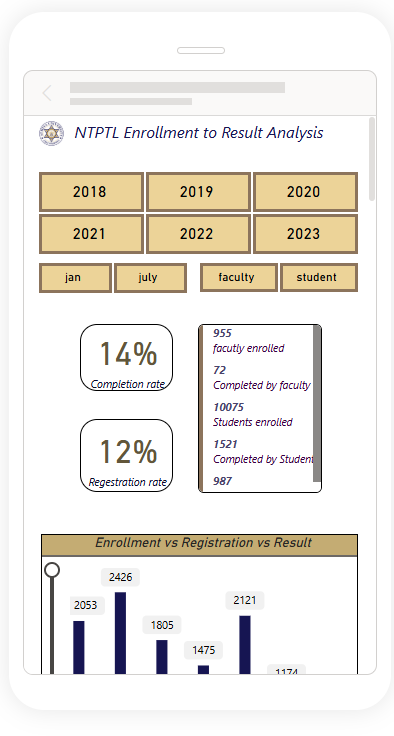 NTPTL Enrollment to Result Analysis
2018 2019 2020
2021 2022 2023
jan july faculty student
14%
Completion rate
12%
Regestration rate
955
facutly enrolled
72
Completed by faculty
10075
Students enrolled
1521
Completed by Student
987
Enrollment vs Registration vs Result
2426
2053
2121
1805
1475
1174